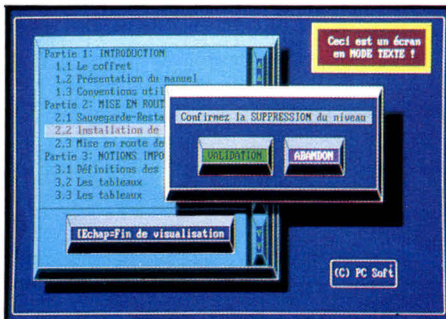 Ceci est un écran
en MODE TEXTE !
Partie 1: INTRODUCTION
1.1 Le coffret
1.2 Présentation du manuel
1.3 Conventions util
Partie 2: MISE EN ROUT
2.1 Sauvegarde-Resta
2.2 Installation de
2.3 Mise en route de
Partie 3: NOTIONS IMPO
3.1 Définitions des
3.2 Les tableaux
3.3 Les tableaux
Confirmez la SUPPRESSION du niveau
VALIDATION
ABANDON
[Echap=Fin de visualisation
(C) PC Soft